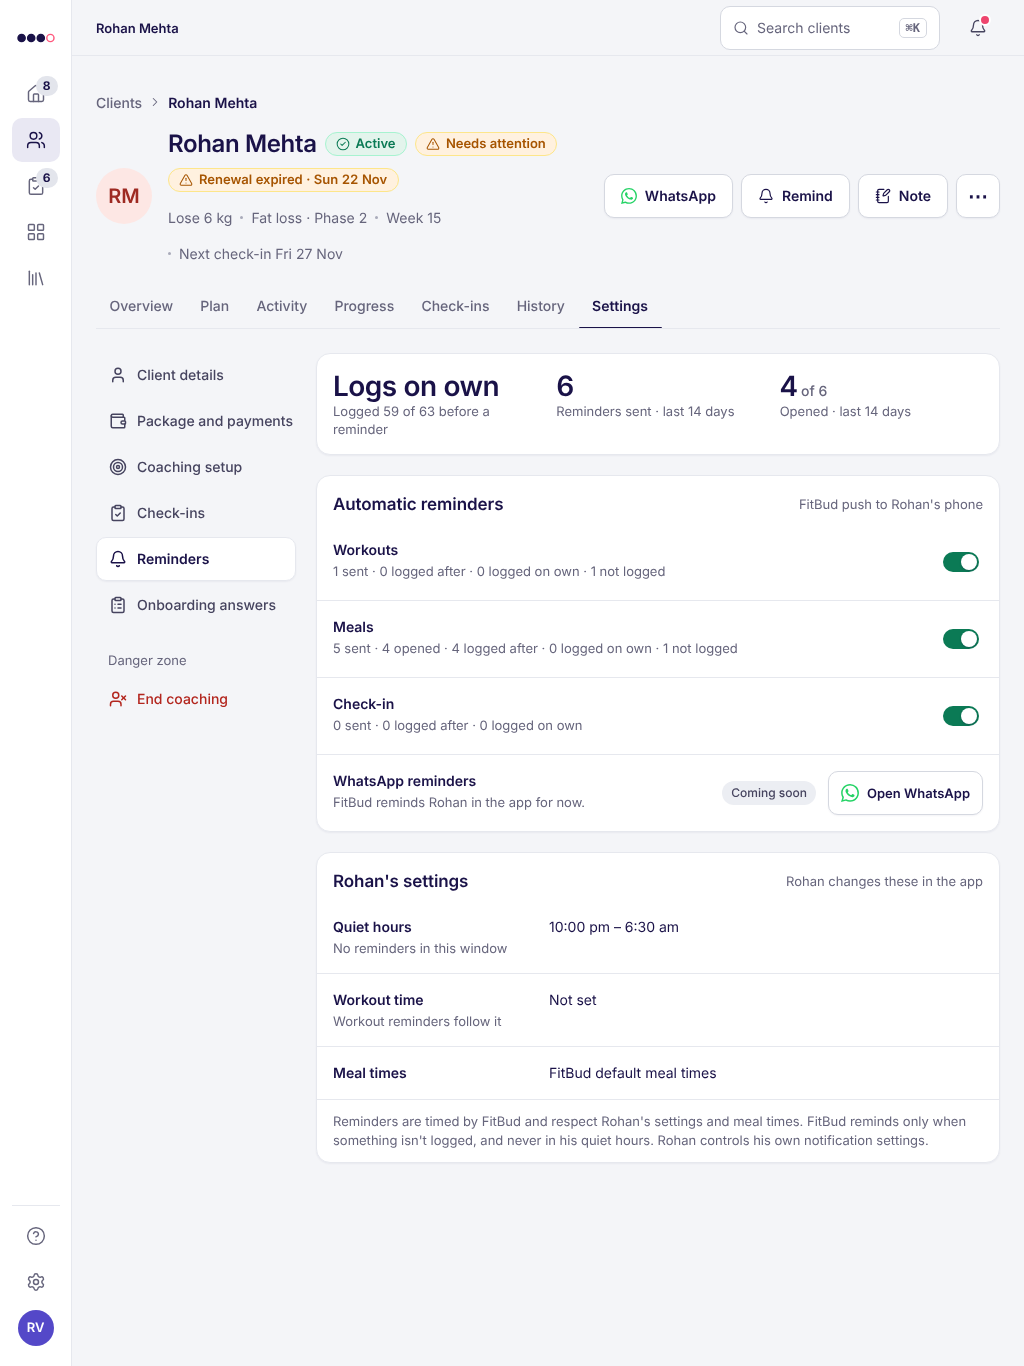 Rohan Mehta
Search clients
⌘K
8
6
Clients
Rohan Mehta
Rohan Mehta
Active
Needs attention
RM
Renewal expired · Sun 22 Nov
Lose 6 kg • Fat loss · Phase 2 • Week 15
• Next check-in Fri 27 Nov
WhatsApp
Remind
Note
Overview
Plan
Activity
Progress
Check-ins
History
Settings
Client details
Package and payments
Coaching setup
Check-ins
Reminders
Onboarding answers
Danger zone
End coaching
Logs on own
Logged 59 of 63 before a
reminder
6
Reminders sent · last 14 days
4 of 6
Opened · last 14 days
Automatic reminders
FitBud push to Rohan's phone
Workouts
1 sent · 0 logged after · 0 logged on own · 1 not logged
Meals
5 sent · 4 opened · 4 logged after · 0 logged on own · 1 not logged
Check-in
0 sent · 0 logged after · 0 logged on own
WhatsApp reminders
FitBud reminds Rohan in the app for now.
Coming soon
Open WhatsApp
Rohan's settings
Rohan changes these in the app
Quiet hours
No reminders in this window
10:00 pm – 6:30 am
Workout time
Workout reminders follow it
Not set
Meal times
FitBud default meal times
Reminders are timed by FitBud and respect Rohan's settings and meal times. FitBud reminds only when
something isn't logged, and never in his quiet hours. Rohan controls his own notification settings.
RV